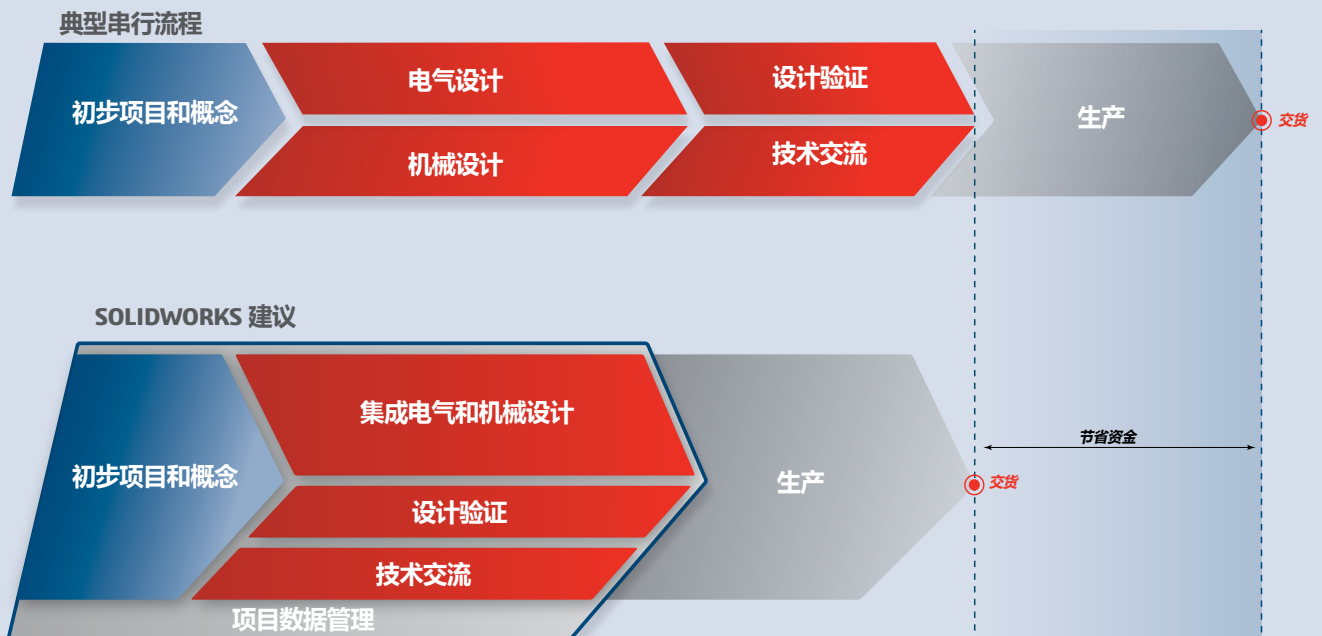 典型串行流程
初步项目和概念
电气设计
机械设计
设计验证
技术交流
生产
交货
SOLIDWORKS 建议
初步项目和概念
集成电气和机械设计
设计验证
技术交流
项目数据管理
生产
交货
节省资金